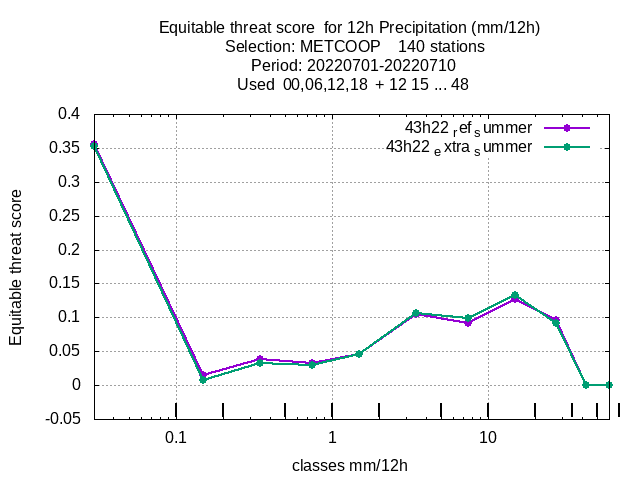 Equitable threat score  for 12h Precipitation (mm/12h)
Selection: METCOOP    140 stations
Period: 20220701-20220710
Used  00,06,12,18  + 12 15 ... 48
43h22 ref summer
43h22 extra summer
0.4
0.35
0.3
0.25
0.2
0.15
0.1
0.05
0
-0.05
Equitable threat score
0.1 1 10
classes mm/12h